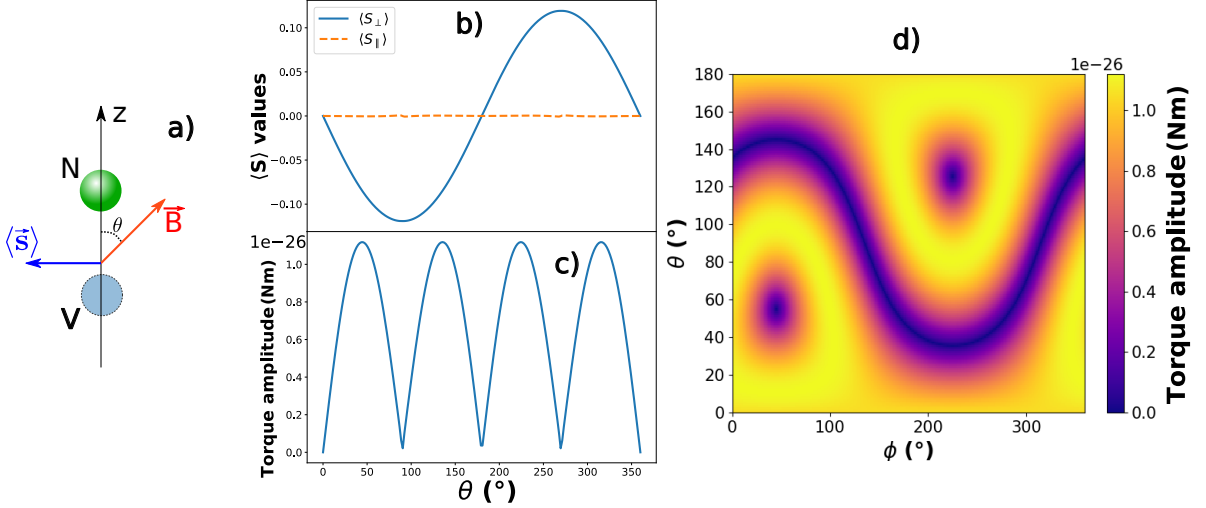 a)
z
N
θ
B
⟨s⟩
V
b)
⟨S⊥⟩
⟨S∥⟩
⟨S⟩ values
0.10
0.05
0.00
−0.05
−0.10
c)
1e−26
Torque amplitude(Nm)
1.0
0.8
0.6
0.4
0.2
0.0
0 50 100 150 200 250 300 350
θ (°)
d)
1e−26
θ (°)
180
160
140
120
100
80
60
40
20
0
0 100 200 300
ϕ (°)
1.0
0.8
0.6
0.4
0.2
0.0
Torque amplitude(Nm)